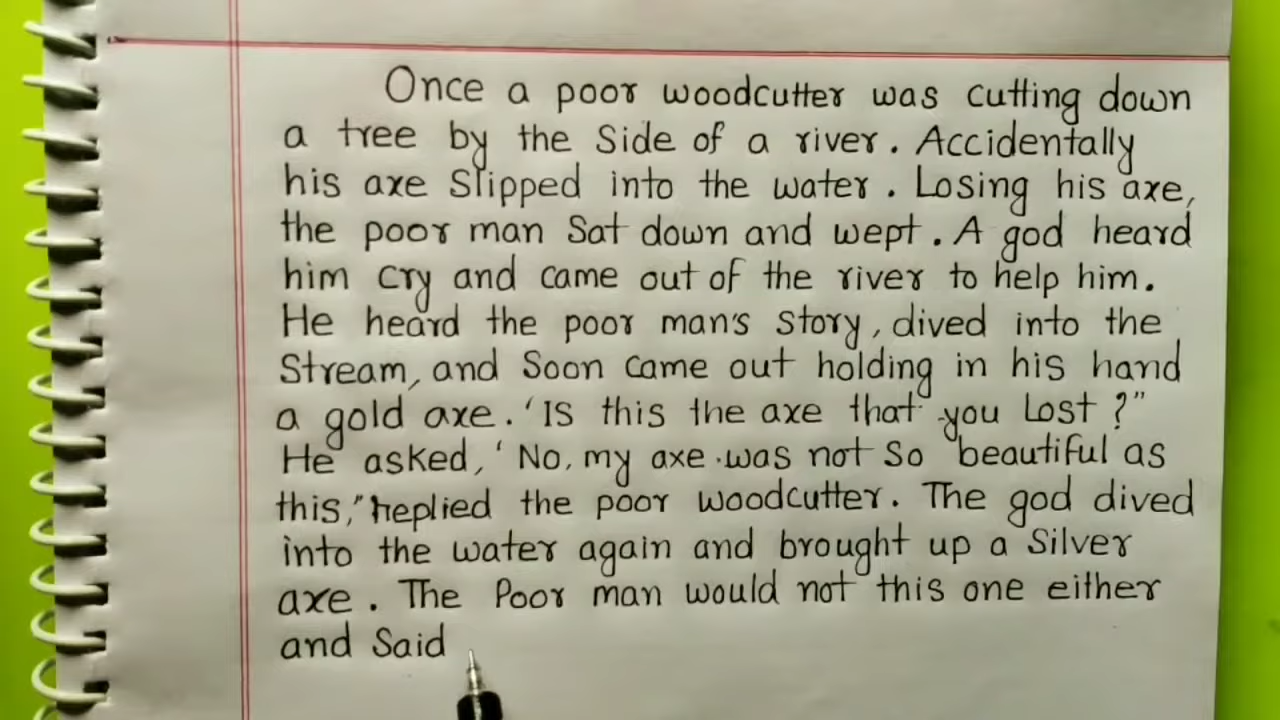 Once a poor woodcutter was cutting down
a tree by the Side of a river. Accidentally
his axe Slipped into the water. Losing his axe,
the poor man Sat down and wept. A god heard
him cry and came out of the river to help him.
He heard the poor man's Story, dived into the
Stream, and Soon came out holding in his hand
a gold axe. 'IS this the axe that you Lost ?"
He asked, 'No, my axe was not So beautiful as
this," heplied the poor woodcutter. The god dived
into the water again and brought up a Silver
axe. The Poor man would not this one either
and Said